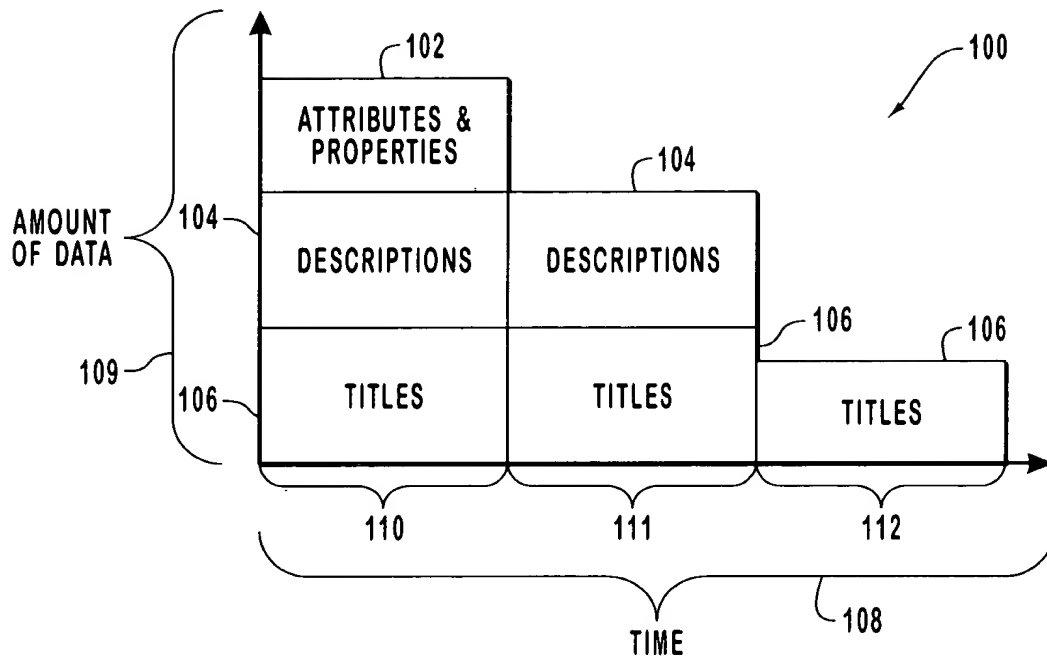 102
100
ATTRIBUTES &
PROPERTIES
104
AMOUNT
OF DATA
104
DESCRIPTIONS
DESCRIPTIONS
106
106
109
106
TITLES
TITLES
TITLES
110
111
112
108
TIME